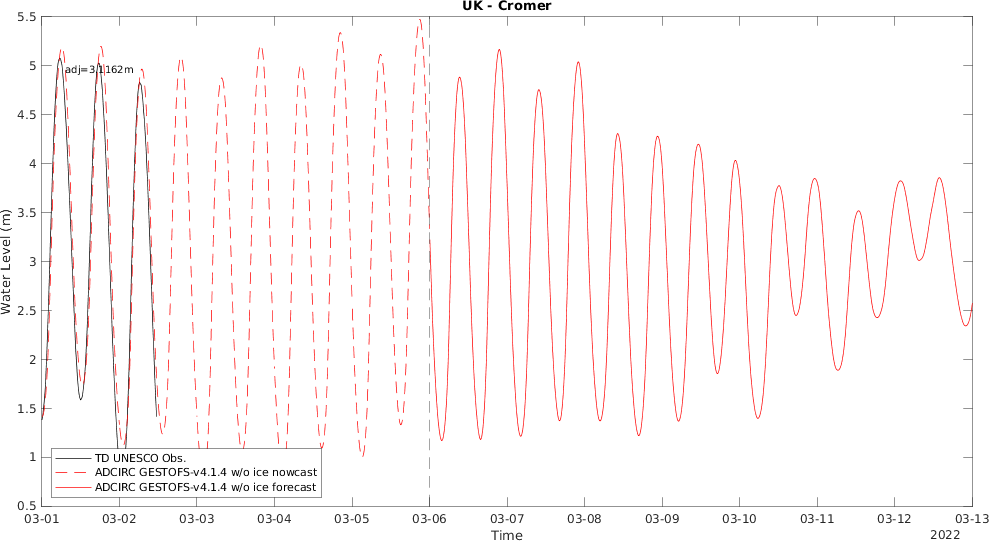 UK - Cromer
5.5
5
4.5
4
3.5
3
2.5
2
1.5
1
0.5
Water Level (m)
adj=3.1162m
TD UNESCO Obs.
ADCIRC GESTOFS-v4.1.4 w/o ice nowcast
ADCIRC GESTOFS-v4.1.4 w/o ice forecast
03-01 03-02 03-03 03-04 03-05 03-06 03-07 03-08 03-09 03-10 03-11 03-12 03-13
Time
2022